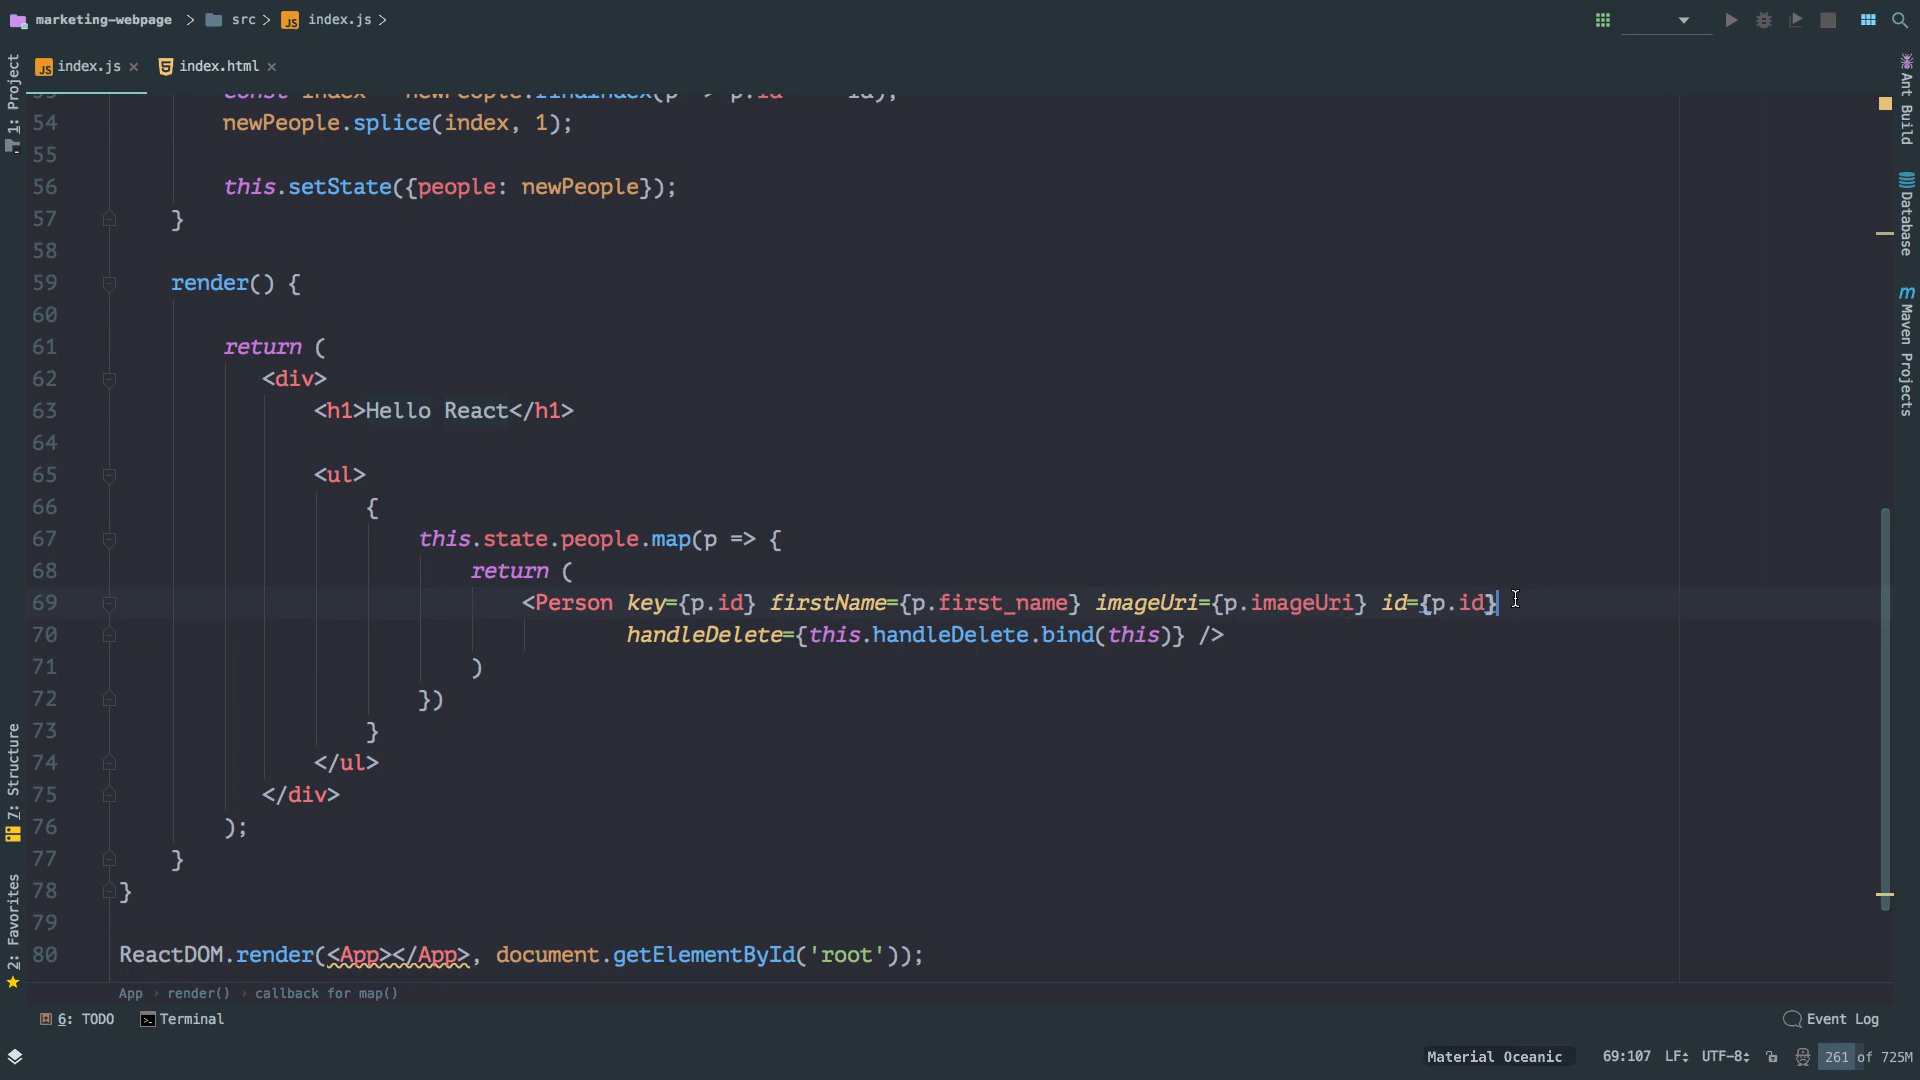 marketing-webpage > src > index.js >
index.js × index.html ×
1: Project
Ant Build
Database
Maven Projects
7: Structure
2: Favorites
54 newPeople.splice(index, 1);
55
56 this.setState({people: newPeople});
57 }
58
59 render() {
60
61 return (
62 <div>
63 <h1>Hello React</h1>
64
65 <ul>
66 {
67 this.state.people.map(p => {
68 return (
69 <Person key={p.id} firstName={p.first_name} imageUri={p.imageUri} id={p.id}
70 handleDelete={this.handleDelete.bind(this)} />
71 )
72 })
73 }
74 </ul>
75 </div>
76 );
77 }
78 }
79
80 ReactDOM.render(<App></App>, document.getElementById('root'));
App > render() > callback for map()
6: TODO Terminal Event Log
Material Oceanic 69:107 LF UTF-8 261 of 725M